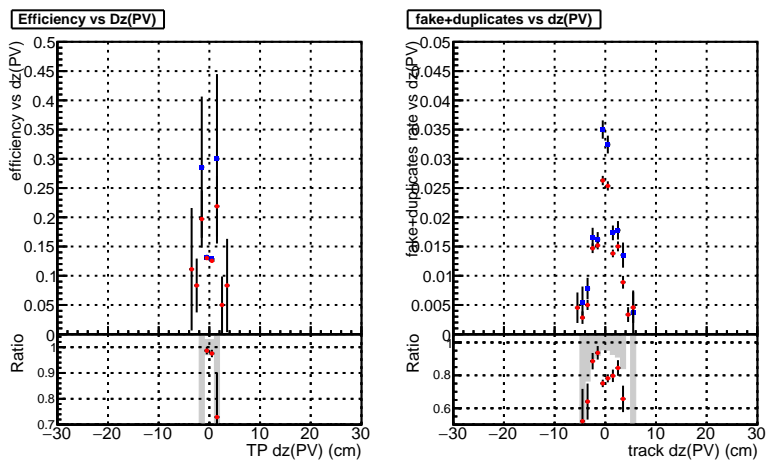 Efficiency vs Dz(PV)
efficiency vs dz(PV)
0.5
0.45
0.4
0.35
0.3
0.25
0.2
0.15
0.1
0.05
0
Ratio
1
0.9
0.8
0.7
−30 −20 −10 0 10 20 30
TP dz(PV) (cm)
fake+duplicates vs dz(PV)
fake+duplicates rate vs dz(PV)
0.05
0.045
0.04
0.035
0.03
0.025
0.02
0.015
0.01
0.005
0
Ratio
1
0.8
0.6
−30 −20 −10 0 10 20 30
track dz(PV) (cm)